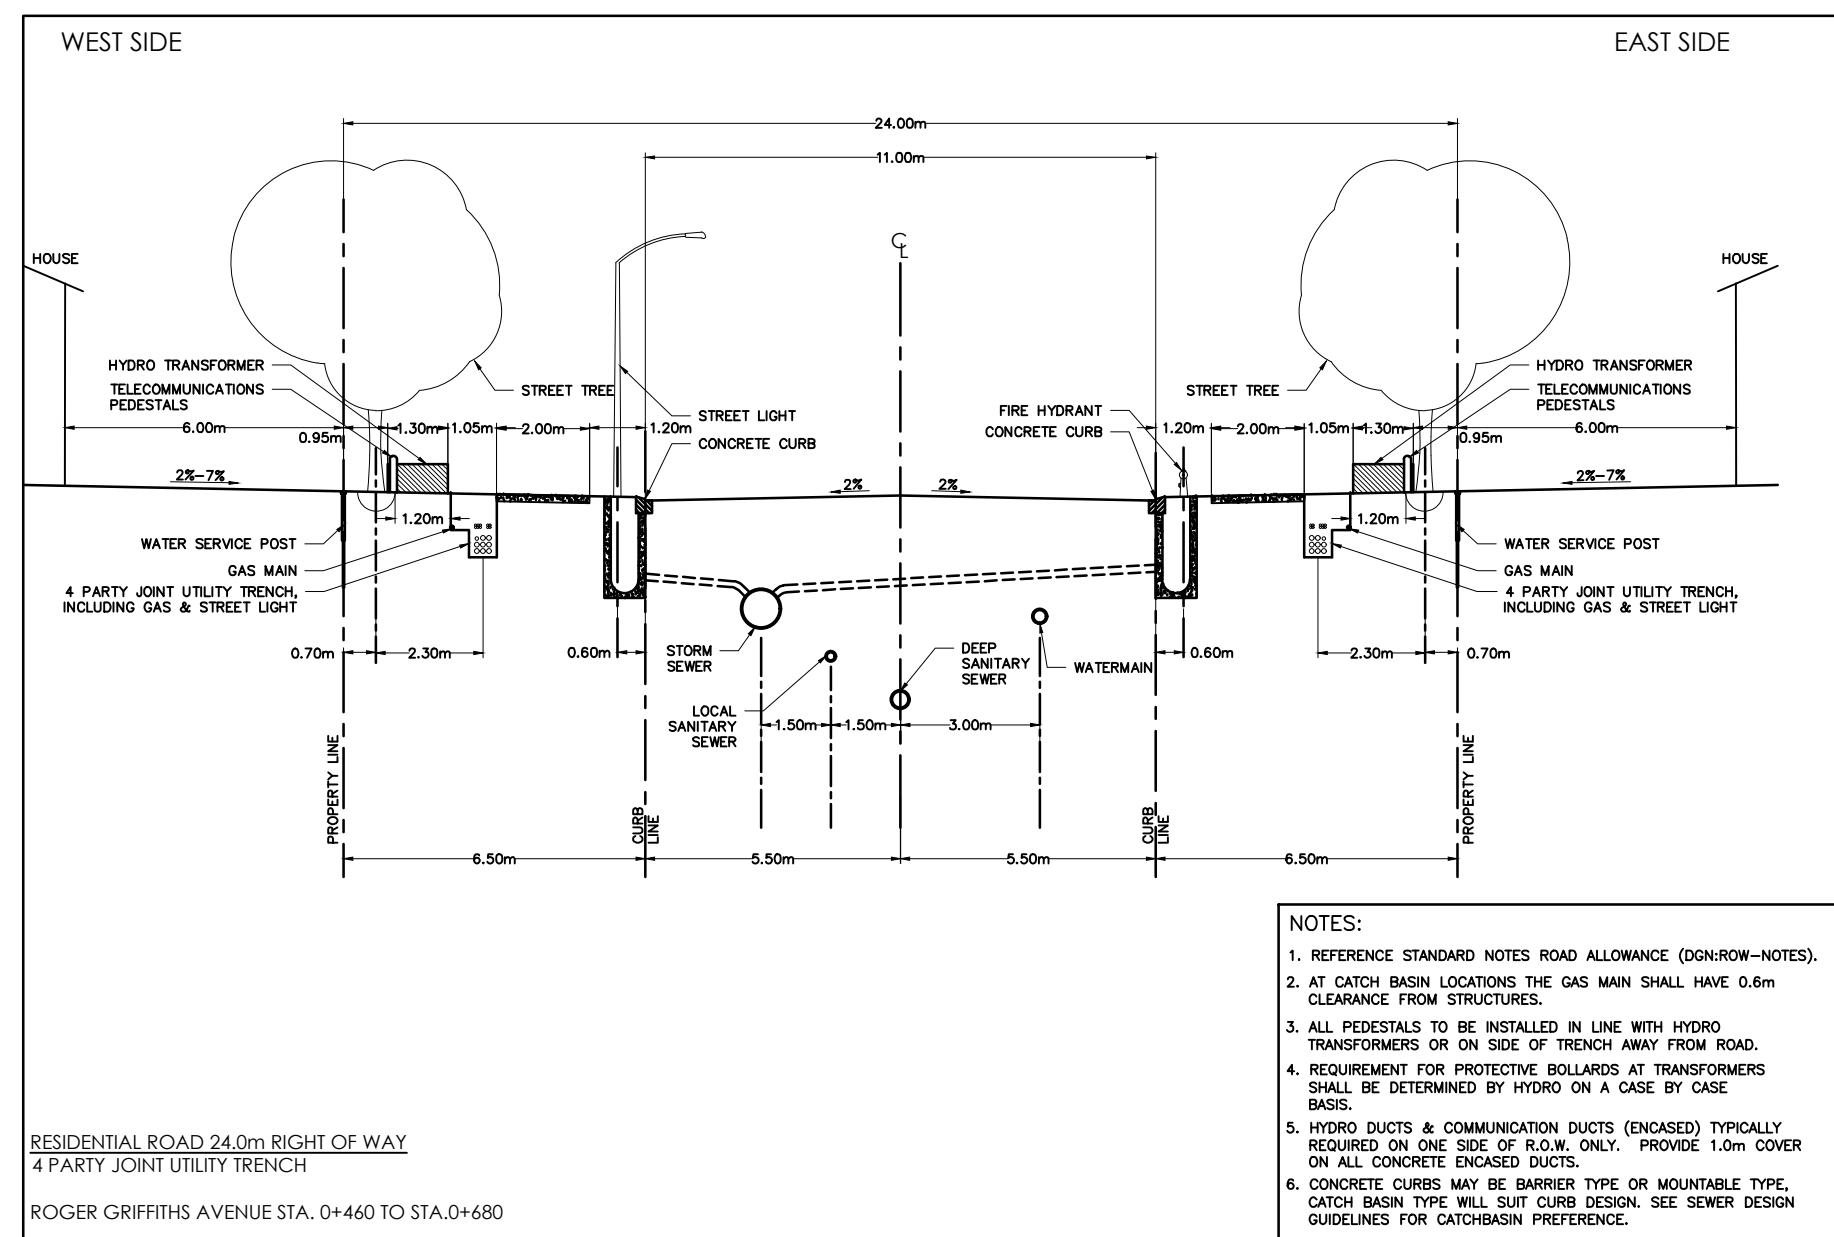 WEST SIDE
EAST SIDE
24.00m
11.00m
CL
HOUSE
HOUSE
HYDRO TRANSFORMER
TELECOMMUNICATIONS
PEDESTALS
STREET TREE
STREET LIGHT
CONCRETE CURB
FIRE HYDRANT
CONCRETE CURB
STREET TREE
HYDRO TRANSFORMER
TELECOMMUNICATIONS
PEDESTALS
6.00m
0.95m
1.30m
1.05m
2.00m
1.20m
1.20m
2.00m
1.05m
1.30m
0.95m
6.00m
2%-7%
2%
2%
2%-7%
1.20m
1.20m
WATER SERVICE POST
GAS MAIN
4 PARTY JOINT UTILITY TRENCH,
INCLUDING GAS & STREET LIGHT
WATER SERVICE POST
GAS MAIN
4 PARTY JOINT UTILITY TRENCH,
INCLUDING GAS & STREET LIGHT
0.70m
2.30m
0.60m
STORM
SEWER
DEEP
SANITARY
SEWER
WATERMAIN
0.60m
2.30m
0.70m
LOCAL
SANITARY
SEWER
1.50m
1.50m
3.00m
PROPERTY LINE
CURB
LINE
CURB
LINE
PROPERTY LINE
6.50m
5.50m
5.50m
6.50m
NOTES:
1. REFERENCE STANDARD NOTES ROAD ALLOWANCE (DGN:ROW-NOTES).
2. AT CATCH BASIN LOCATIONS THE GAS MAIN SHALL HAVE 0.6m
CLEARANCE FROM STRUCTURES.
3. ALL PEDESTALS TO BE INSTALLED IN LINE WITH HYDRO
TRANSFORMERS OR ON SIDE OF TRENCH AWAY FROM ROAD.
4. REQUIREMENT FOR PROTECTIVE BOLLARDS AT TRANSFORMERS
SHALL BE DETERMINED BY HYDRO ON A CASE BY CASE
BASIS.
5. HYDRO DUCTS & COMMUNICATION DUCTS (ENCASED) TYPICALLY
REQUIRED ON ONE SIDE OF R.O.W. ONLY. PROVIDE 1.0m COVER
ON ALL CONCRETE ENCASED DUCTS.
6. CONCRETE CURBS MAY BE BARRIER TYPE OR MOUNTABLE TYPE,
CATCH BASIN TYPE WILL SUIT CURB DESIGN. SEE SEWER DESIGN
GUIDELINES FOR CATCHBASIN PREFERENCE.
RESIDENTIAL ROAD 24.0m RIGHT OF WAY
4 PARTY JOINT UTILITY TRENCH
ROGER GRIFFITHS AVENUE STA. 0+460 TO STA.0+680